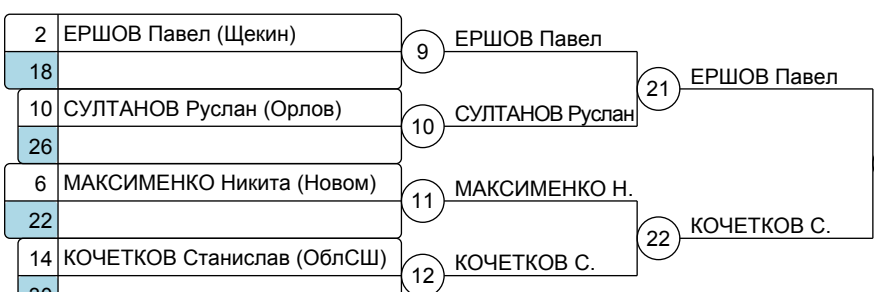 2 ЕРШОВ Павел (Щекин)
18
9 ЕРШОВ Павел
10 СУЛТАНОВ Руслан (Орлов)
26
10 СУЛТАНОВ Руслан
21 ЕРШОВ Павел
6 МАКСИМЕНКО Никита (Новом)
22
11 МАКСИМЕНКО Н.
14 КОЧЕТКОВ Станислав (ОблСШ)
12 КОЧЕТКОВ С.
22 КОЧЕТКОВ С.